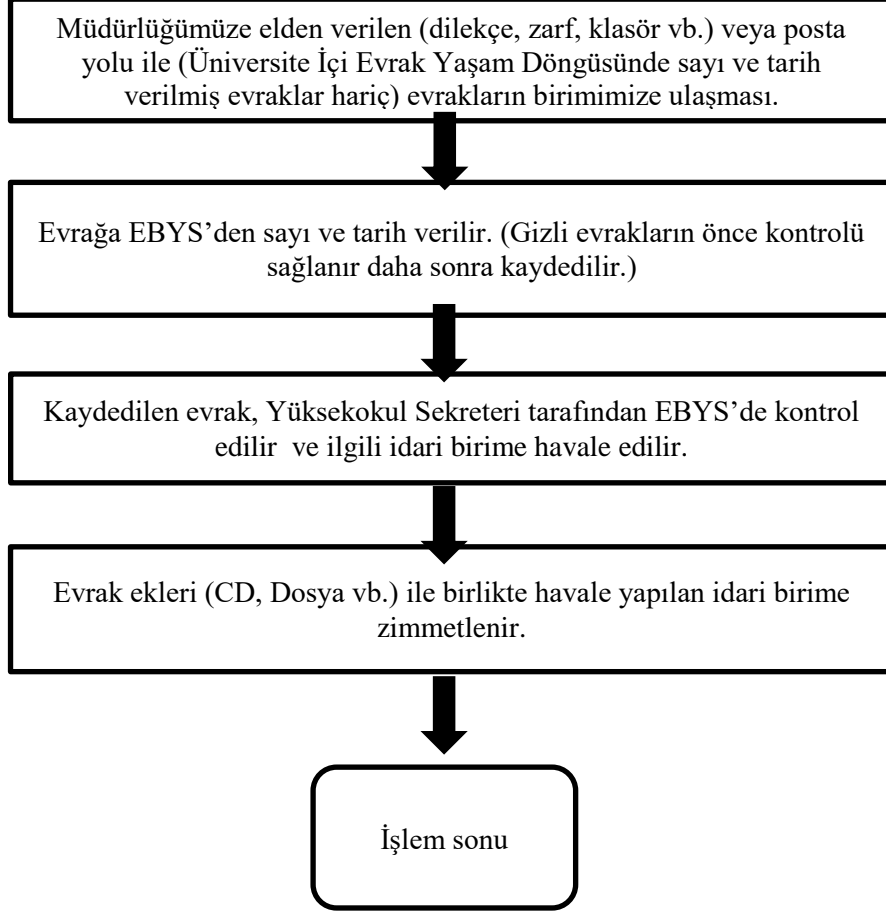 Müdürlüğümüze elden verilen (dilekçe, zarf, klasör vb.) veya posta
yolu ile (Üniversite İçi Evrak Yaşam Döngüsünde sayı ve tarih
verilmiş evraklar hariç) evrakların birimimize ulaşması.
Evrağa EBYS’den sayı ve tarih verilir. (Gizli evrakların önce kontrolü
sağlanır daha sonra kaydedilir.)
Kaydedilen evrak, Yüksekokul Sekreteri tarafından EBYS’de kontrol
edilir ve ilgili idari birime havale edilir.
Evrak ekleri (CD, Dosya vb.) ile birlikte havale yapılan idari birime
zimmetlenir.
İşlem sonu